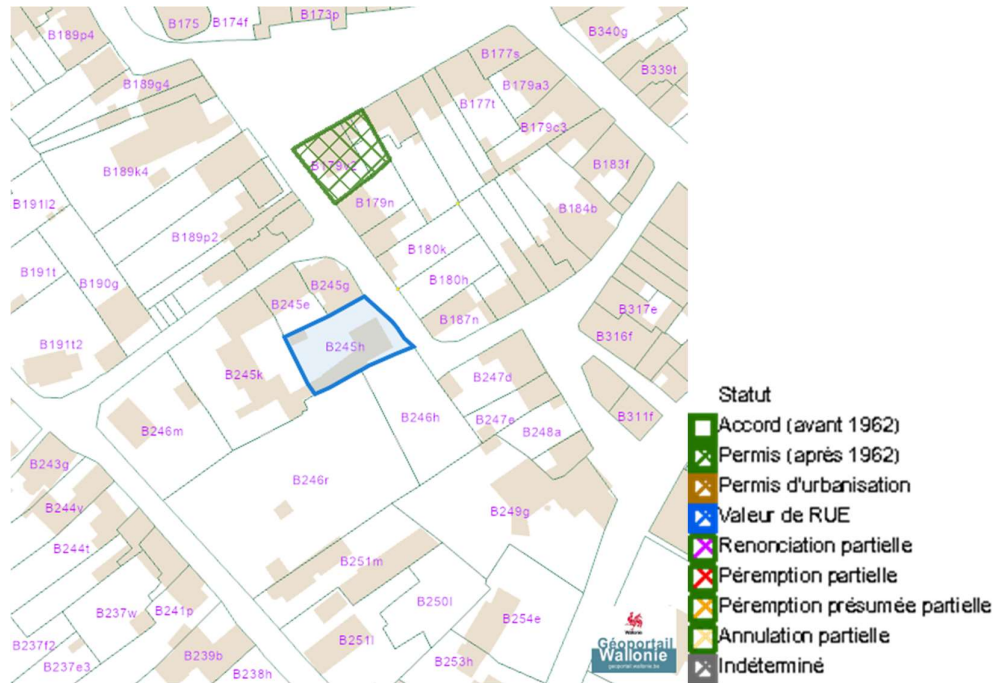 B175
B174f
B173p
B189p4
B177s
B340g
B189g4
B179a3
B339t
B177t
B179c3
B189k4
B183f
B191l2
B179n
B184b
B189p2
B180k
B191t
B190g
B180h
B245g
B245e
B187n
B317e
B316f
B191t2
B245h
B245k
B247d
B246h
B247e
B311f
B246m
B248a
B243g
B246r
B249g
B244t
B251m
B250l
B237w
B241p
B254e
B237f2
B251l
B239b
B253h
B237e3
B238h
Wallonie
Géoportail
Wallonie
geoportail.wallonie.be
Statut
Accord (avant 1962)
Permis (après 1962)
Permis d'urbanisation
Valeur de RUE
Renonciation partielle
Péremption partielle
Péremption présumée partielle
Annulation partielle
Indéterminé